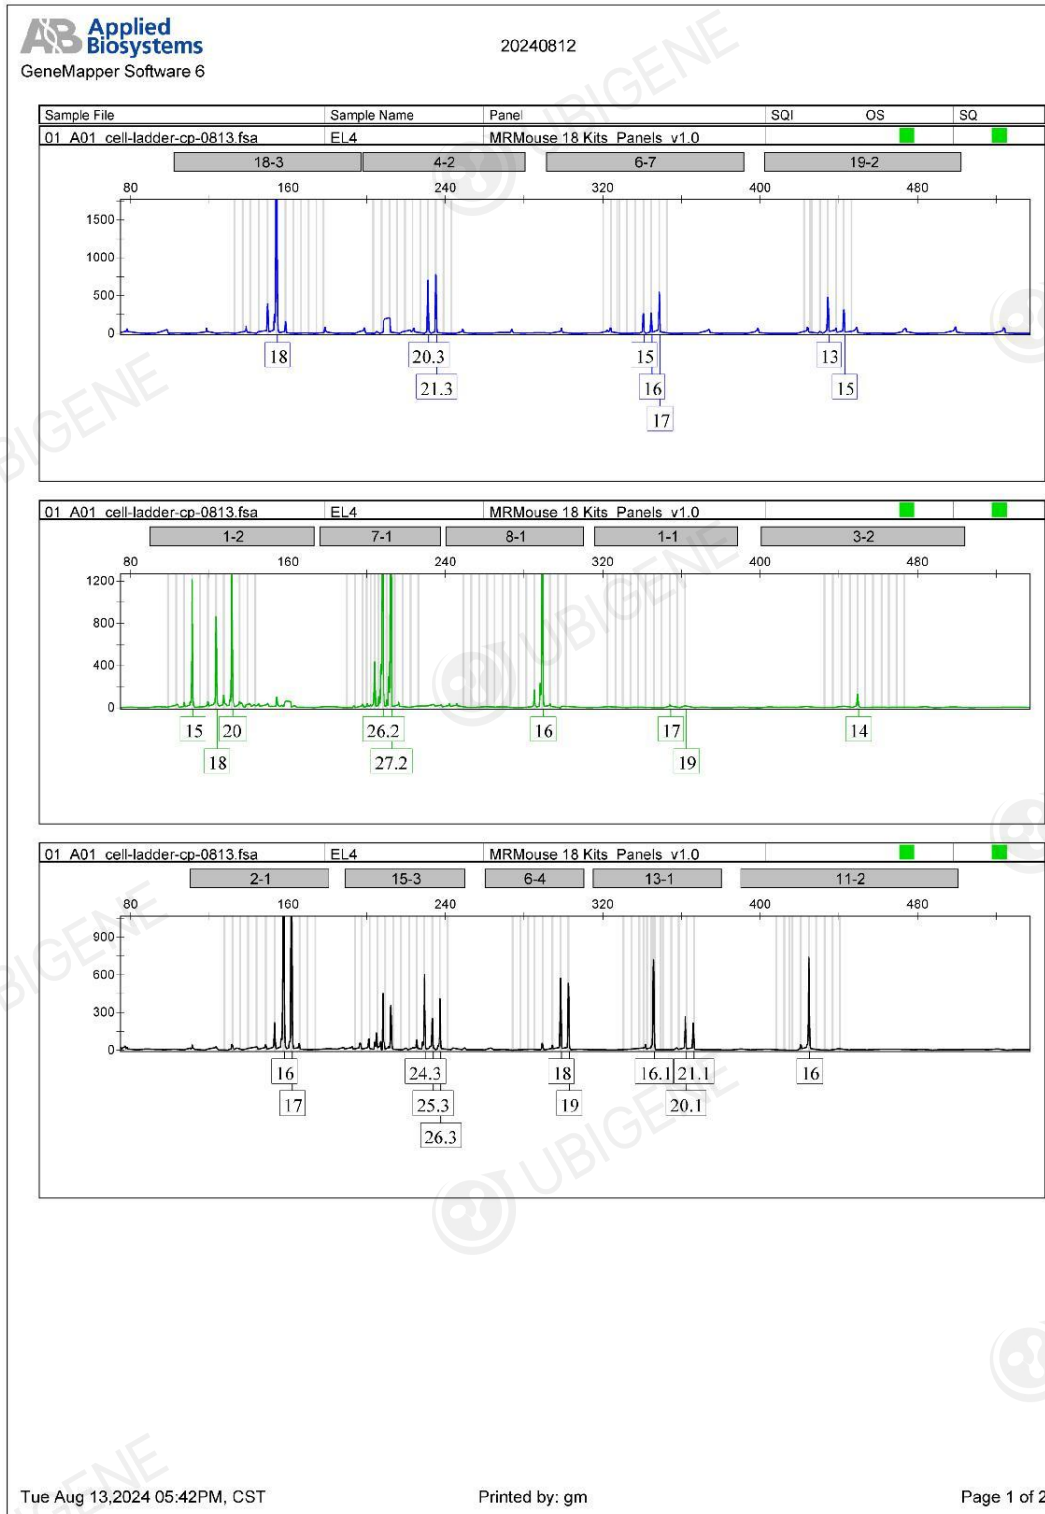 AB Applied Biosystems
20240812
GeneMapper Software 6
Sample File Sample Name Panel SQI OS SQ
01_A01_cell-ladder-cp-0813.fsa EL4 MRMouse 18 Kits_Panels_v1.0
18-3 4-2 6-7 19-2
80 160 240 320 400 480
1500
1000
500
0
18 20.3 15 13
21.3 16 15
17
01_A01_cell-ladder-cp-0813.fsa EL4 MRMouse 18 Kits_Panels_v1.0
1-2 7-1 8-1 1-1 3-2
80 160 240 320 400 480
1200
800
400
0
15 20 26.2 16 17 14
18 27.2 19
01_A01_cell-ladder-cp-0813.fsa EL4 MRMouse 18 Kits_Panels_v1.0
2-1 15-3 6-4 13-1 11-2
80 160 240 320 400 480
900
600
300
0
16 24.3 18 16.1 21.1 16
17 25.3 19 20.1
26.3
Tue Aug 13,2024 05:42PM, CST Printed by: gm Page 1 of 2
UBIGENE
UBIGENE
UBIGENE
UBIGENE
UBIGENE
UBIGENE